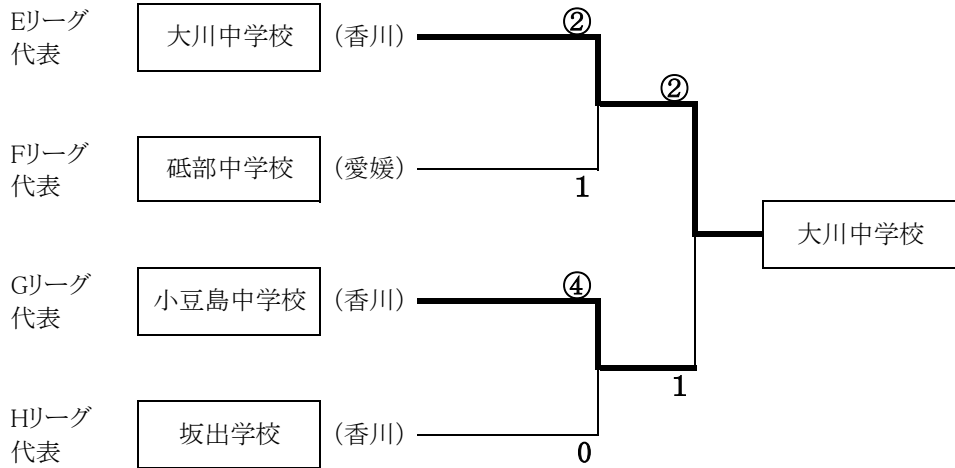 Eリーグ
代表
大川中学校
(香川)
②
②
Fリーグ
代表
砥部中学校
(愛媛)
1
大川中学校
Gリーグ
代表
小豆島中学校
(香川)
④
1
Hリーグ
代表
坂出学校
(香川)
0